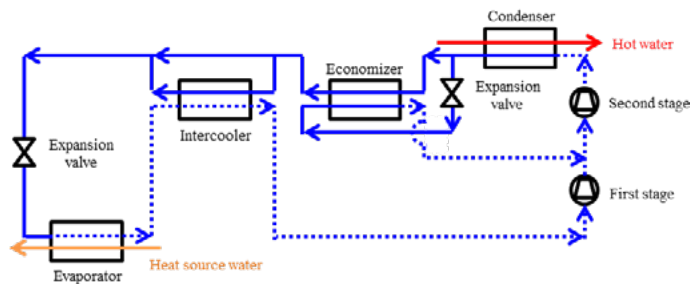 Condenser
Hot water
Economizer
Expansion
valve
Second stage
Intercooler
Expansion
valve
First stage
Heat source water
Evaporator